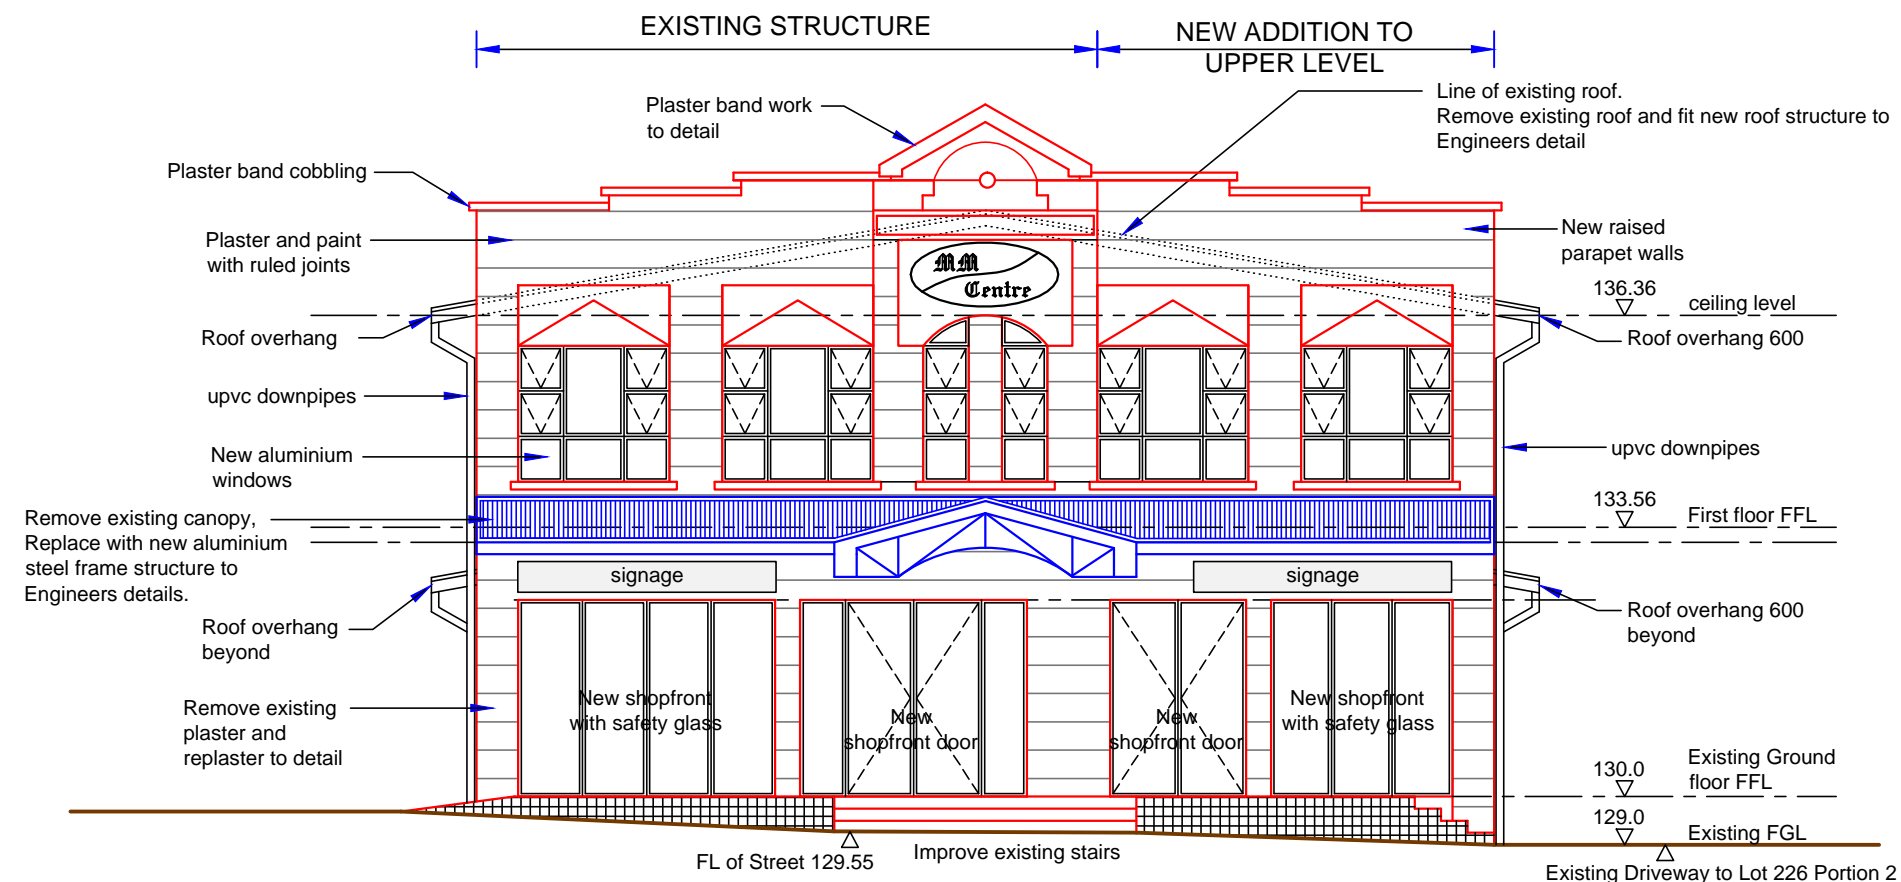 EXISTING STRUCTURE
NEW ADDITION TO
UPPER LEVEL
Plaster band work
to detail
Line of existing roof.
Remove existing roof and fit new roof structure to
Engineers detail
Plaster band cobbling
Plaster and paint
with ruled joints
New raised
parapet walls
MM
Centre
136.36
ceiling level
Roof overhang
Roof overhang 600
upvc downpipes
upvc downpipes
New aluminium
windows
133.56
First floor FFL
Remove existing canopy,
Replace with new aluminium
steel frame structure to
Engineers details.
signage
signage
Roof overhang
beyond
Roof overhang 600
beyond
Remove existing
plaster and
replaster to detail
New shopfront
with safety glass
New
shopfront door
New
shopfront door
New shopfront
with safety glass
130.0
Existing Ground
floor FFL
129.0
Existing FGL
FL of Street 129.55
Improve existing stairs
Existing Driveway to Lot 226 Portion 2